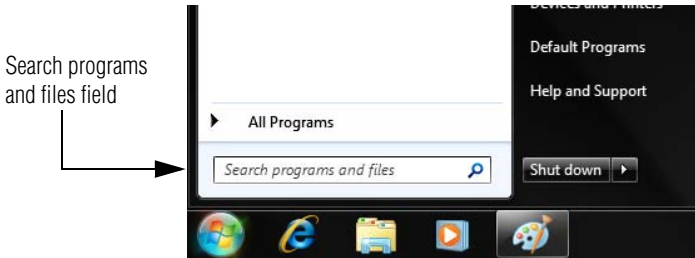 Devices and Printers
Default Programs
Search programs
and files field
Help and Support
All Programs
Search programs and files
Shut down